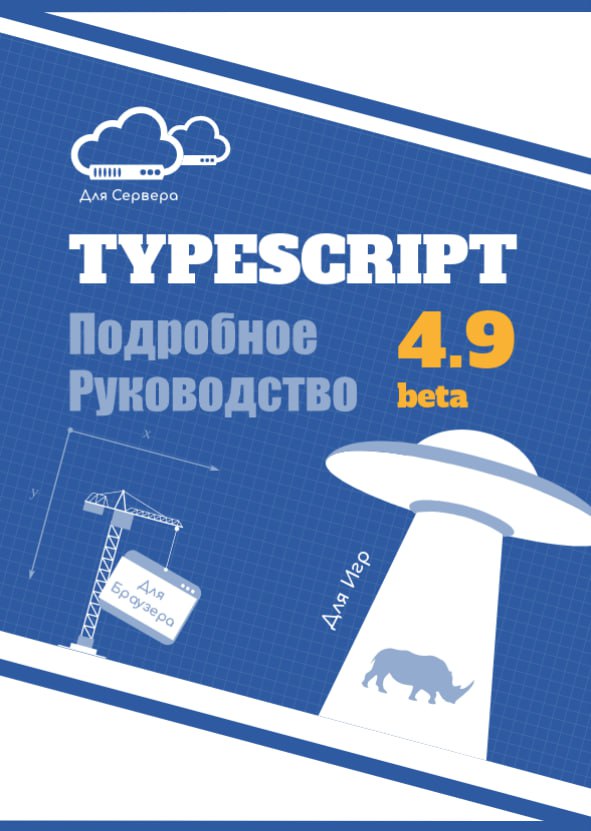 Для Сервера
TYPESCRIPT
Подробное
Руководство
4.9
beta
x
y
Для
Браузера
Для Игр